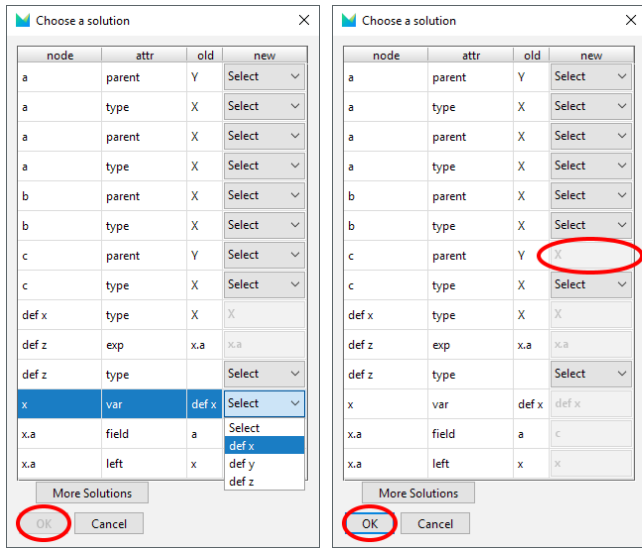 Choose a solution
node attr old new
a parent Y Select
a type X Select
a parent X Select
a type X Select
b parent X Select
b type X Select
c parent Y Select
c type X Select
def x type X X
def z exp x.a x.a
def z type Select
x var def x Select
x.a field a Select
def x
x.a left x def y
def z
More Solutions
OK Cancel
Choose a solution
node attr old new
a parent Y Select
a type X Select
a parent X Select
a type X Select
b parent X Select
b type X Select
c parent Y X
c type X Select
def x type X X
def z exp x.a x.a
def z type Select
x var def x def x
x.a field a c
x.a left x x
More Solutions
OK Cancel